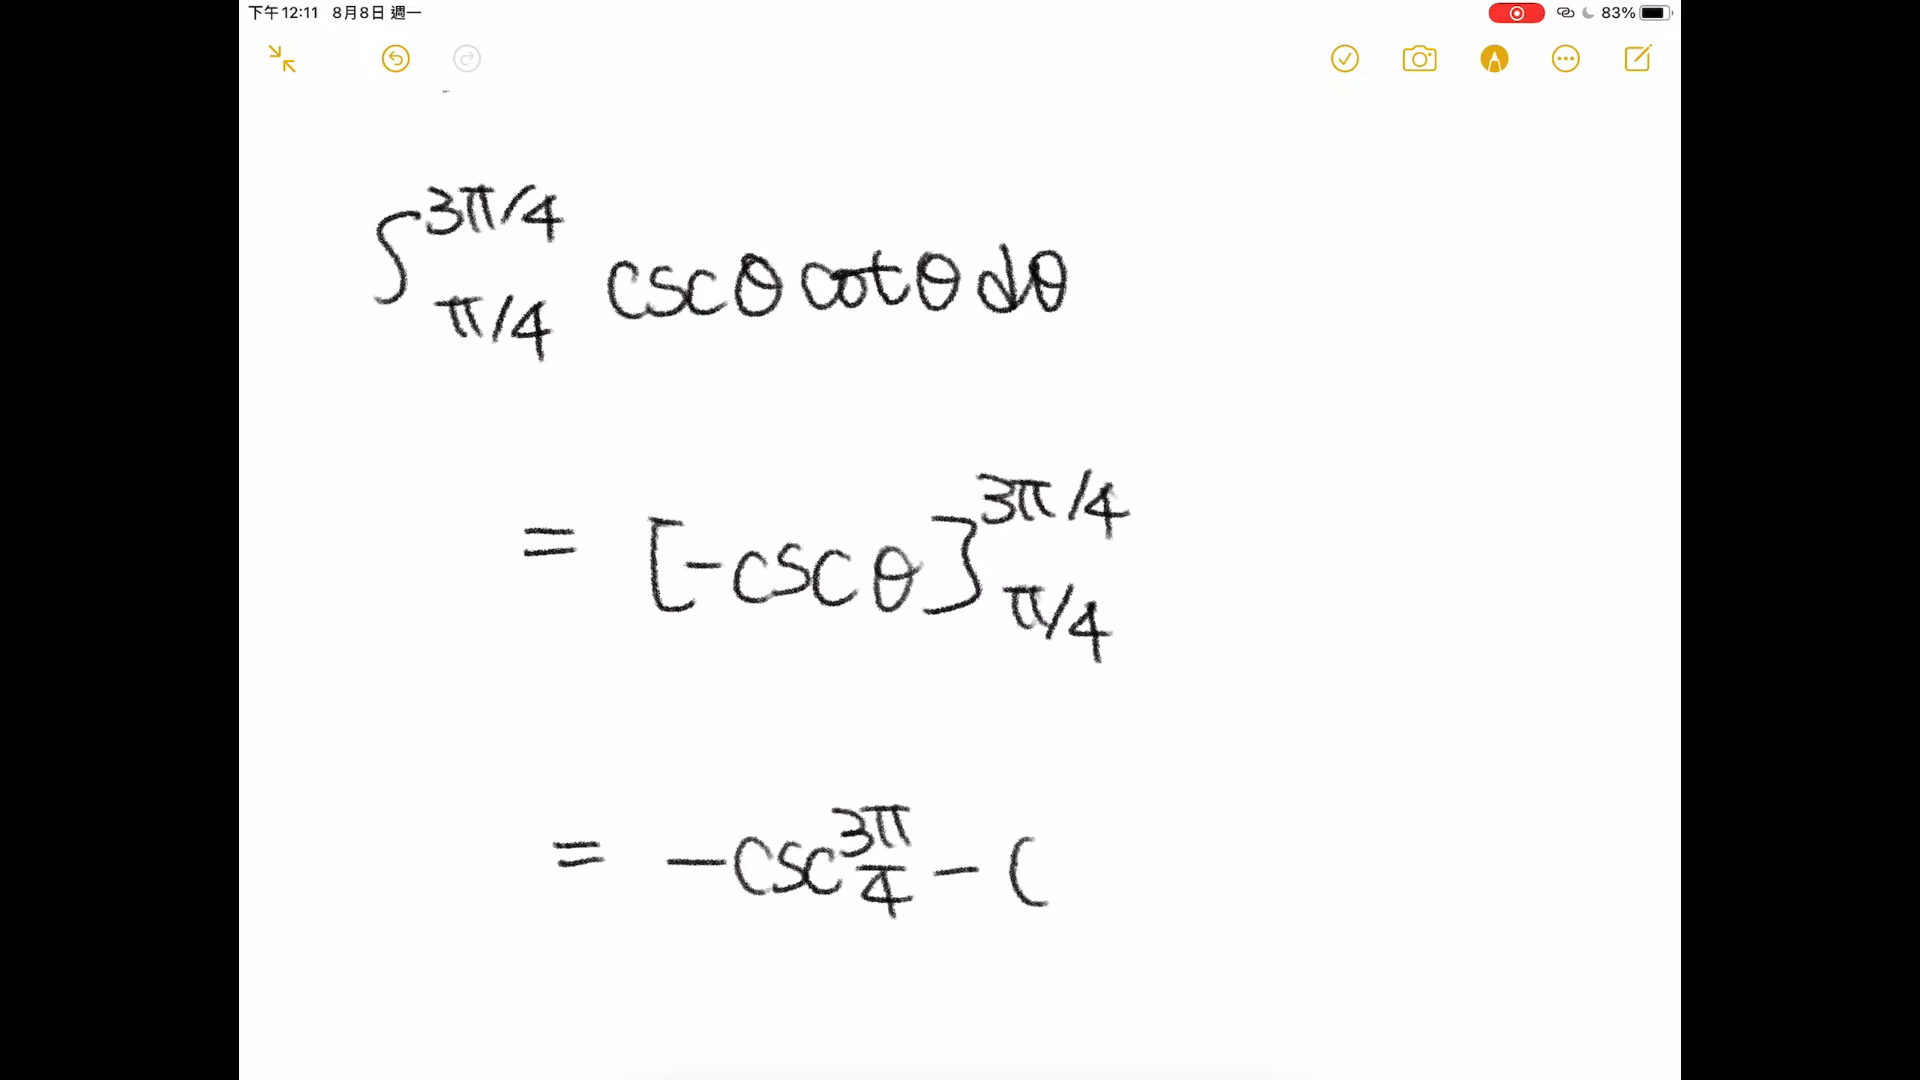 下午12:11 8月8日 週一 83%
∫_{π/4}^{3π/4} cscθ cotθ dθ
= [-cscθ]_{π/4}^{3π/4}
= -csc 3π/4 - (